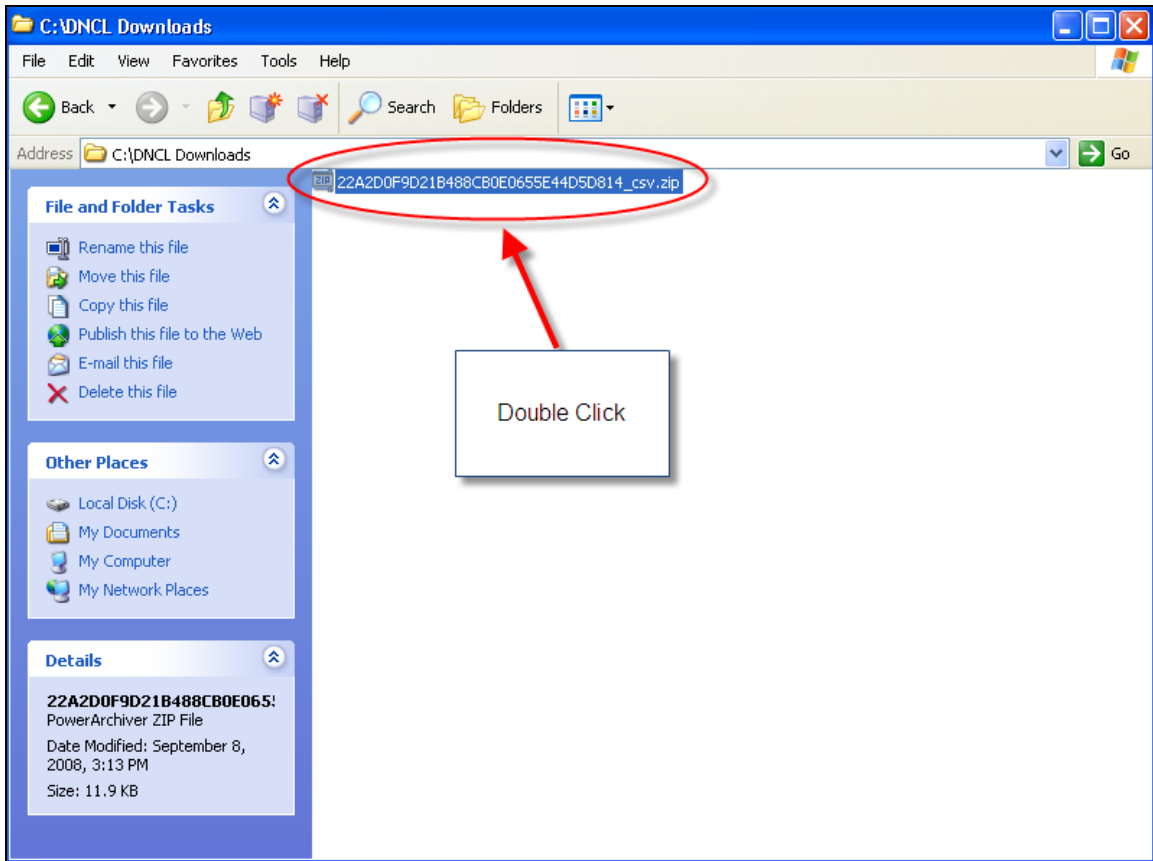 C:\DNCL Downloads
File Edit View Favorites Tools Help
Back Search Folders
Address C:\DNCL Downloads Go
ZIP 22A2D0F9D21B488CB0E0655E44D5D814_csv.zip
File and Folder Tasks
Rename this file
Move this file
Copy this file
Publish this file to the Web
E-mail this file
Delete this file
Double Click
Other Places
Local Disk (C:)
My Documents
My Computer
My Network Places
Details
22A2D0F9D21B488CB0E065
PowerArchiver ZIP File
Date Modified: September 8,
2008, 3:13 PM
Size: 11.9 KB